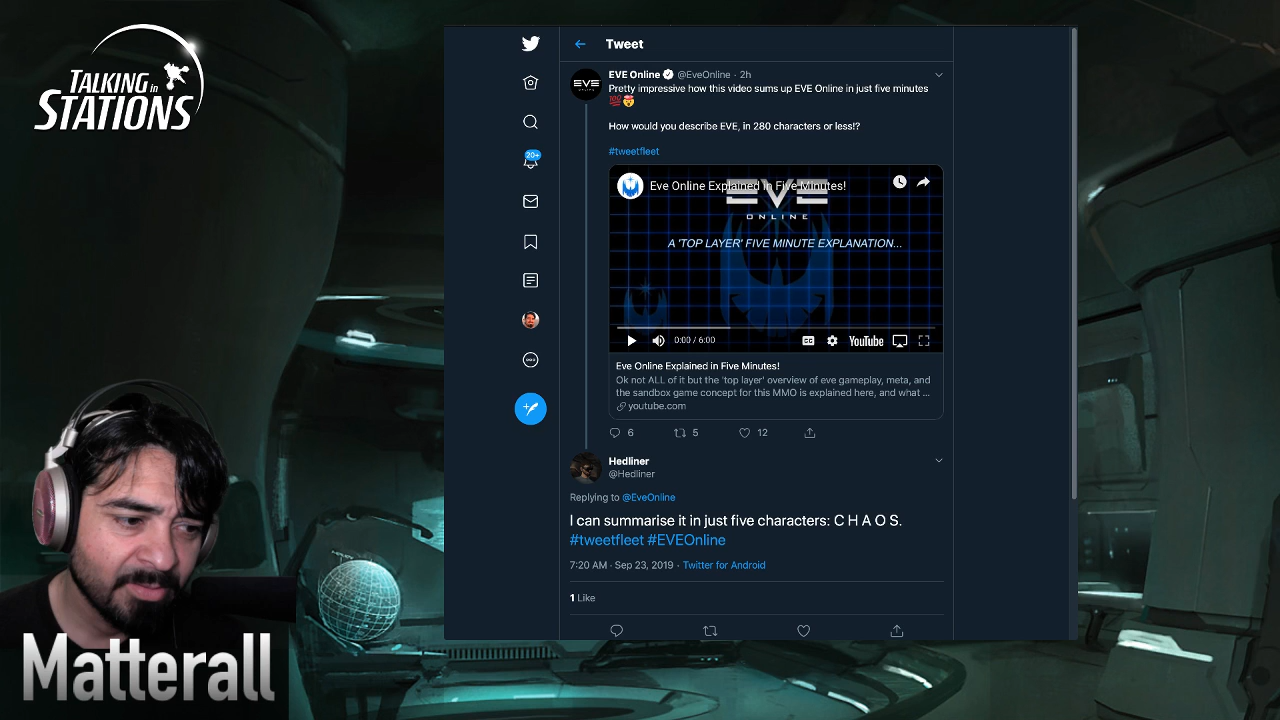 TALKING in
STATIONS
Tweet
EVE Online @EveOnline · 2h
Pretty impressive how this video sums up EVE Online in just five minutes
💯🤯
How would you describe EVE, in 280 characters or less!?
#tweetfleet
20+
EVE
ONLINE
Eve Online Explained in Five Minutes!
EVE
ONLINE
A 'TOP LAYER' FIVE MINUTE EXPLANATION...
0:00 / 6:00
CC
YouTube
Eve Online Explained in Five Minutes!
Ok not ALL of it but the 'top layer' overview of eve gameplay, meta, and
the sandbox game concept for this MMO is explained here, and what ...
youtube.com
6 5 12
Hedliner
@Hedliner
Replying to @EveOnline
I can summarise it in just five characters: C H A O S.
#tweetfleet #EVEOnline
7:20 AM · Sep 23, 2019 · Twitter for Android
1 Like
Matterall